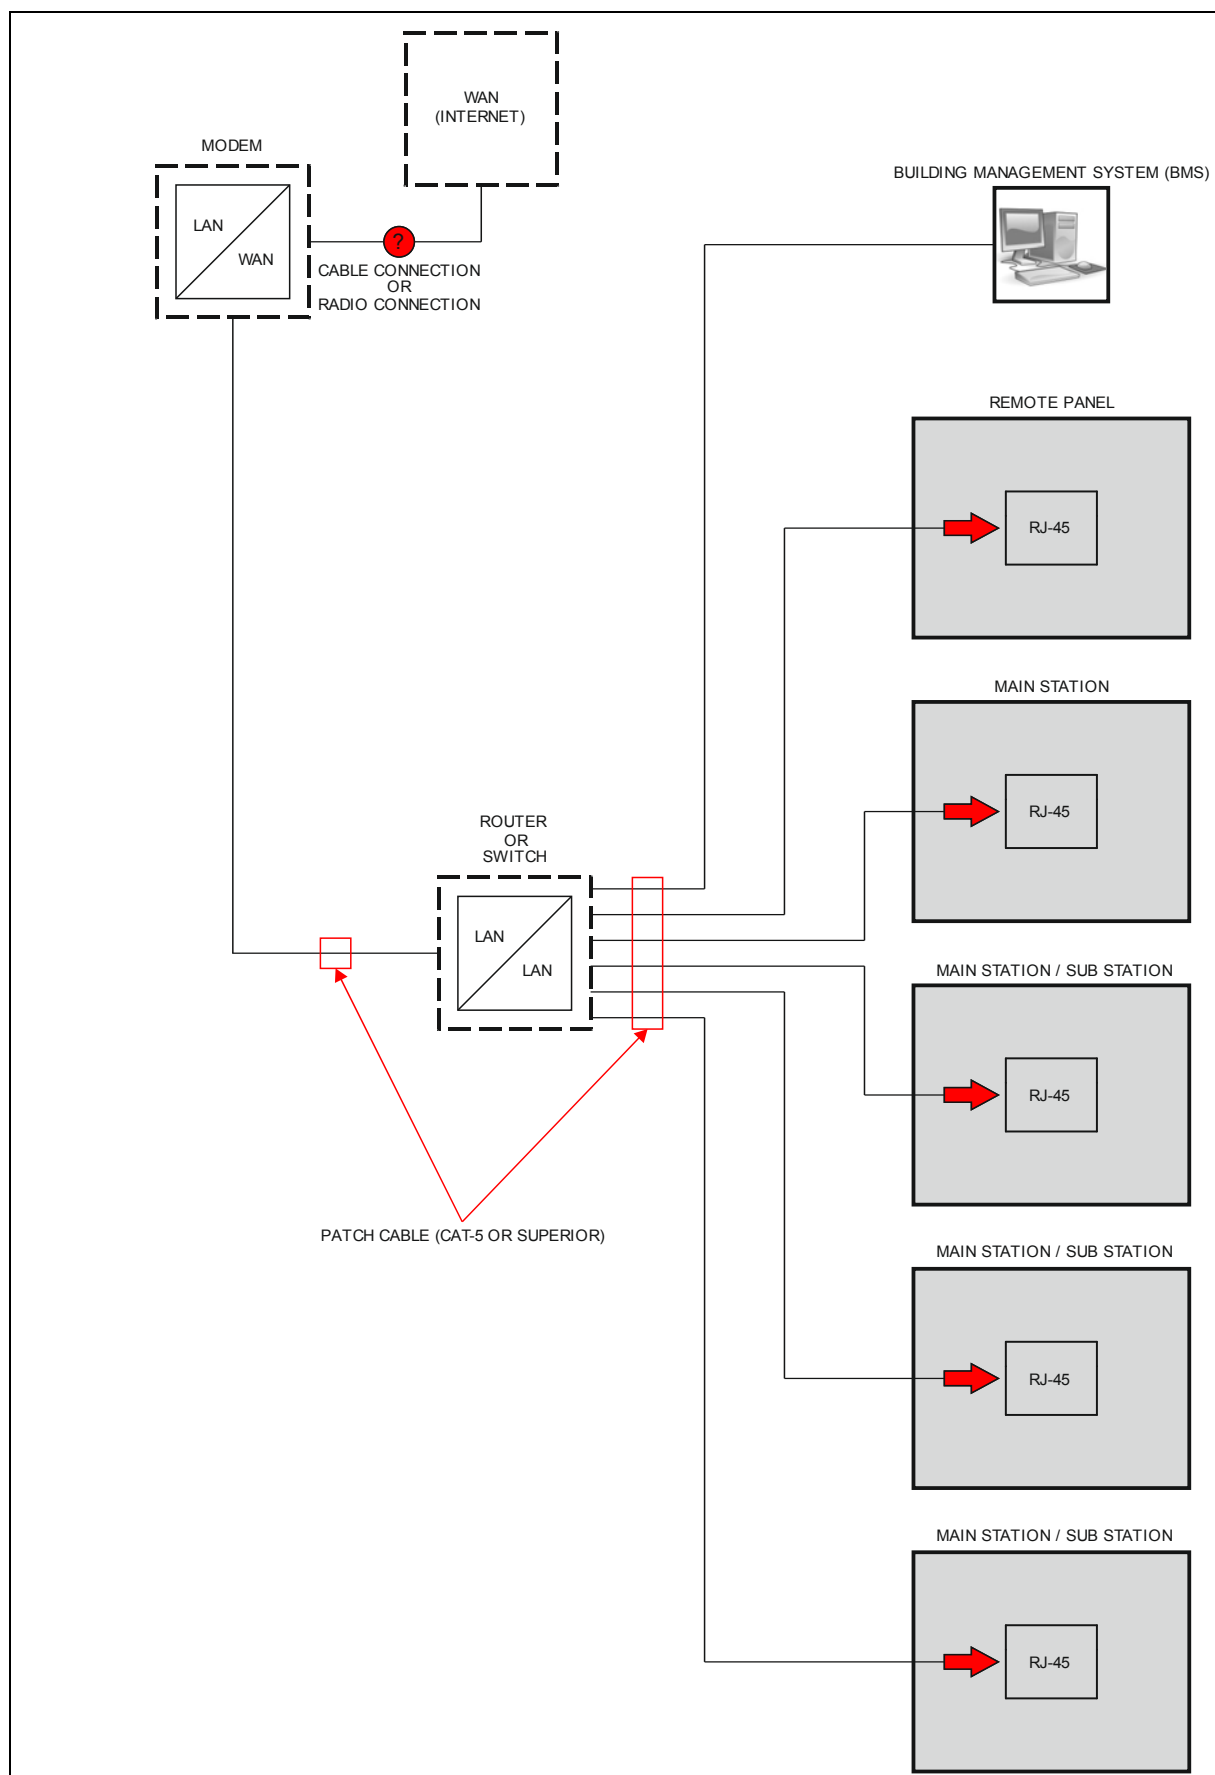 WAN
(INTERNET)
MODEM
LAN
WAN
?
CABLE CONNECTION
OR
RADIO CONNECTION
BUILDING MANAGEMENT SYSTEM (BMS)
REMOTE PANEL
RJ-45
MAIN STATION
RJ-45
ROUTER
OR
SWITCH
LAN
LAN
MAIN STATION / SUB STATION
RJ-45
PATCH CABLE (CAT-5 OR SUPERIOR)
MAIN STATION / SUB STATION
RJ-45
MAIN STATION / SUB STATION
RJ-45